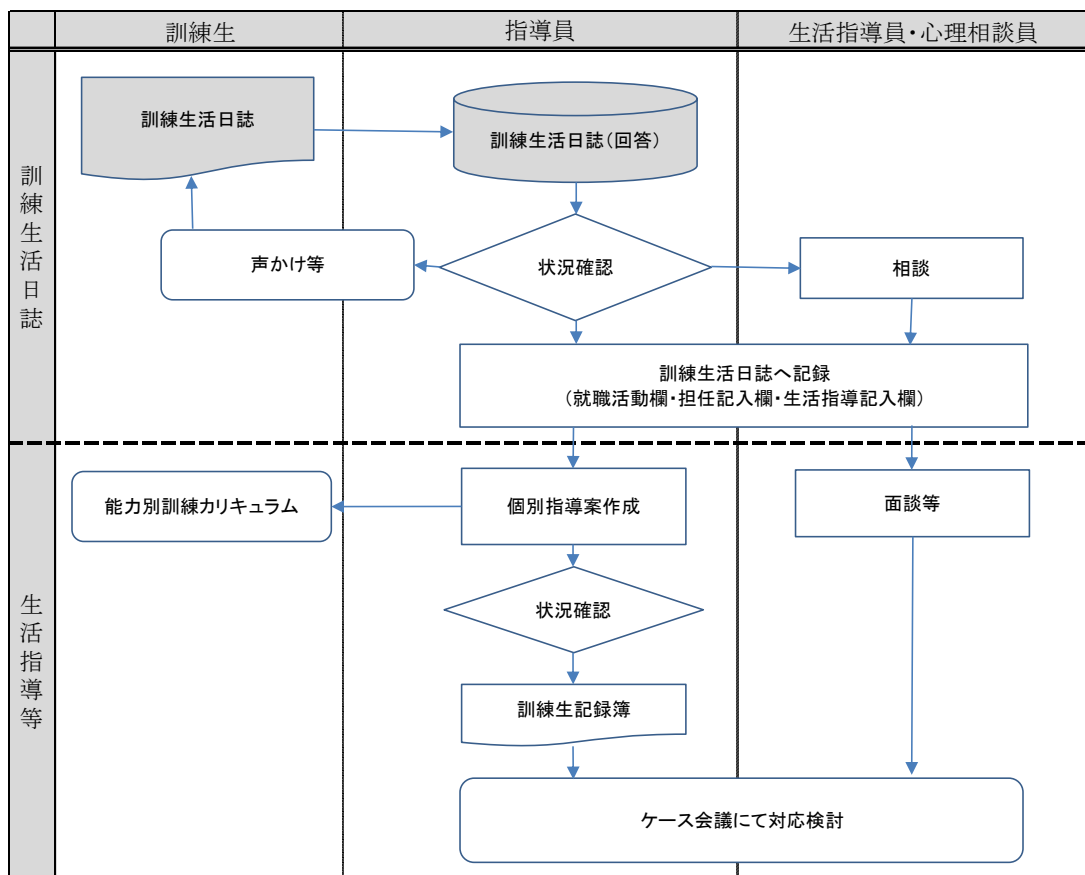 訓練生
指導員
生活指導員・心理相談員
訓練生活日誌
訓練生活日誌
訓練生活日誌(回答)
声かけ等
状況確認
相談
訓練生活日誌へ記録
(就職活動欄・担任記入欄・生活指導記入欄)
生活指導等
能力別訓練カリキュラム
個別指導案作成
面談等
状況確認
訓練生記録簿
ケース会議にて対応検討